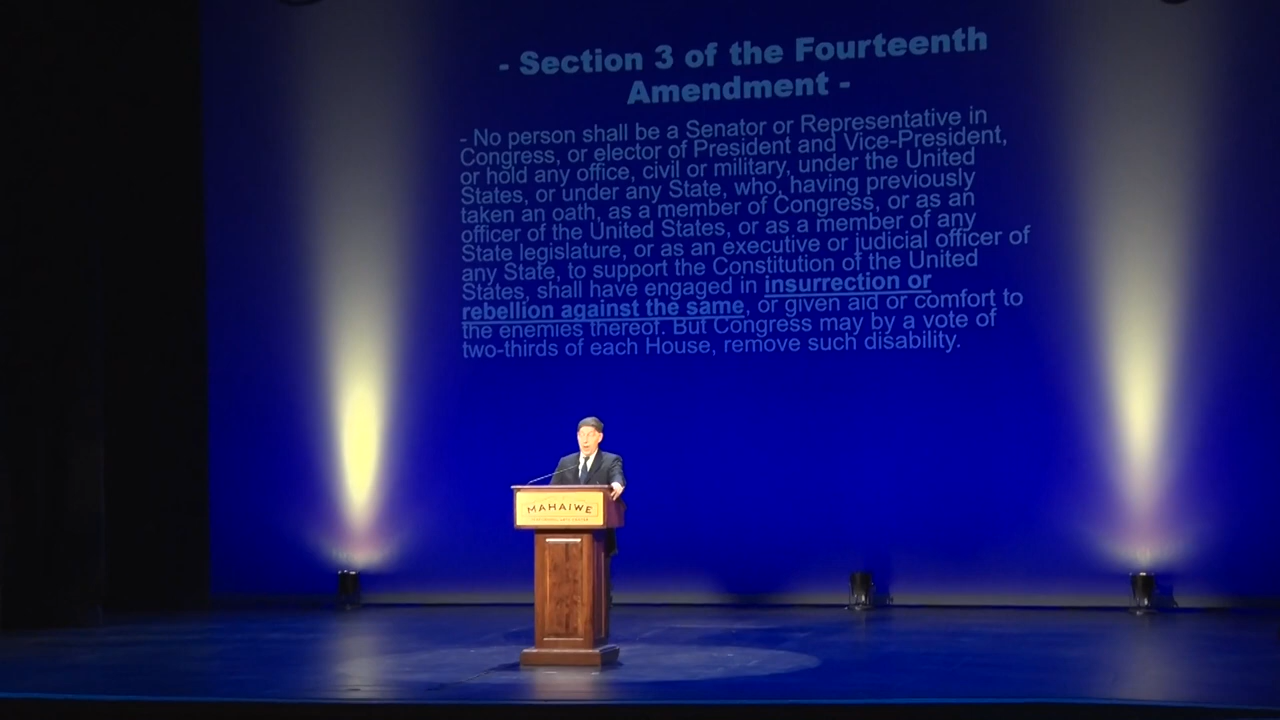 - Section 3 of the Fourteenth
Amendment -
- No person shall be a Senator or Representative in
Congress, or elector of President and Vice-President,
or hold any office, civil or military, under the United
States, or under any State, who, having previously
taken an oath, as a member of Congress, or as an
officer of the United States, or as a member of any
State legislature, or as an executive or judicial officer of
any State, to support the Constitution of the United
States, shall have engaged in insurrection or
rebellion against the same, or given aid or comfort to
the enemies thereof. But Congress may by a vote of
two-thirds of each House, remove such disability.
MAHAIWE